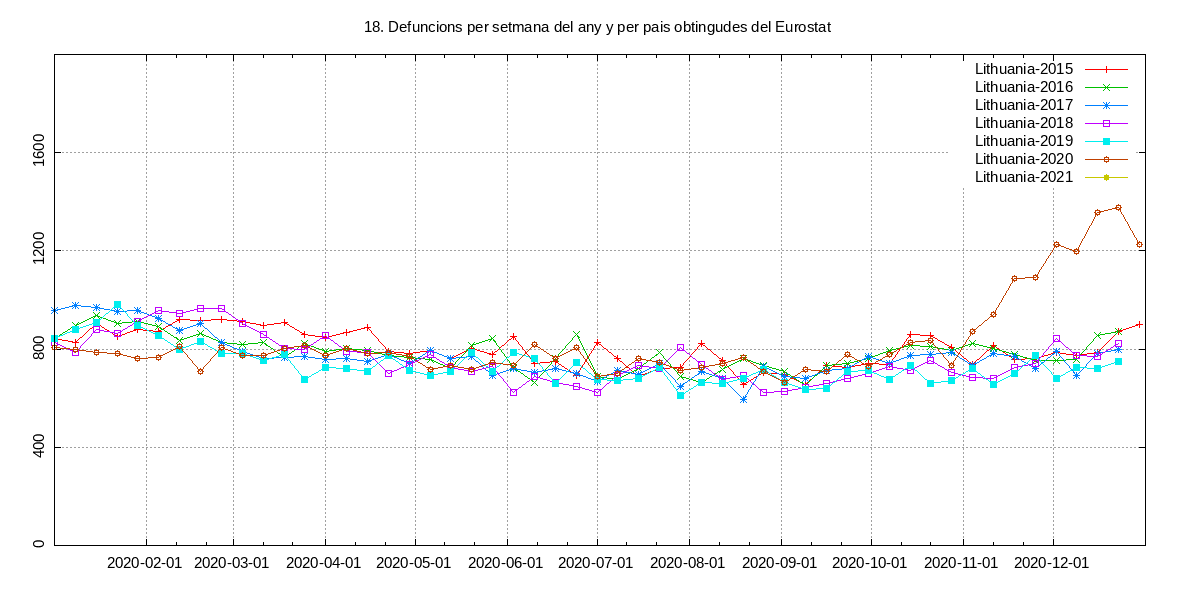 18. Defuncions per setmana del any y per pais obtingudes del Eurostat
Lithuania-2015
Lithuania-2016
Lithuania-2017
Lithuania-2018
Lithuania-2019
Lithuania-2020
Lithuania-2021
1600
1200
800
400
0
2020-02-01 2020-03-01 2020-04-01 2020-05-01 2020-06-01 2020-07-01 2020-08-01 2020-09-01 2020-10-01 2020-11-01 2020-12-01